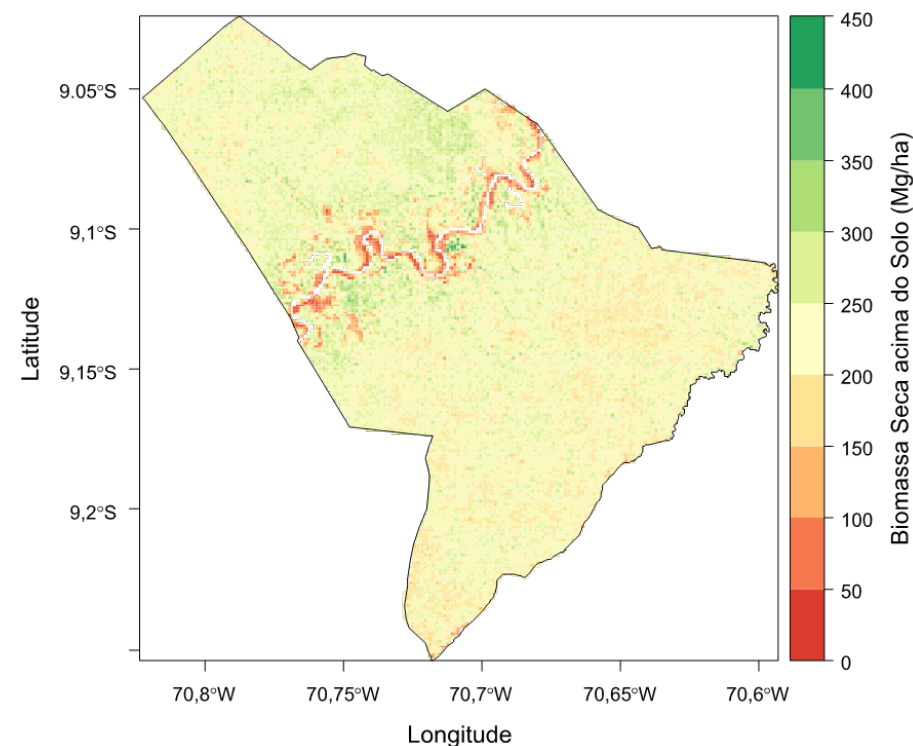 9.05°S
9,1°S
9,15°S
9,2°S
Latitude
70,8°W
70,75°W
70,7°W
70,65°W
70,6°W
Longitude
450
400
350
300
250
200
150
100
50
0
Biomassa Seca acima do Solo (Mg/ha)